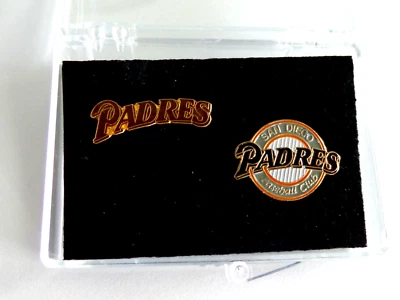 PADRES
SAN DIEGO
PADRES
Baseball Club